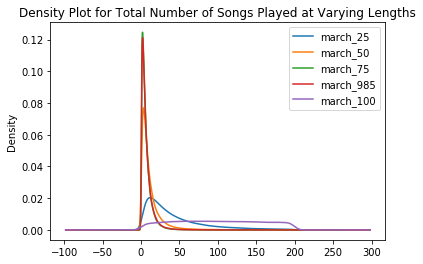 Density Plot for Total Number of Songs Played at Varying Lengths
march_25
march_50
march_75
march_985
march_100
Density
0.12
0.10
0.08
0.06
0.04
0.02
0.00
−100 −50 0 50 100 150 200 250 300